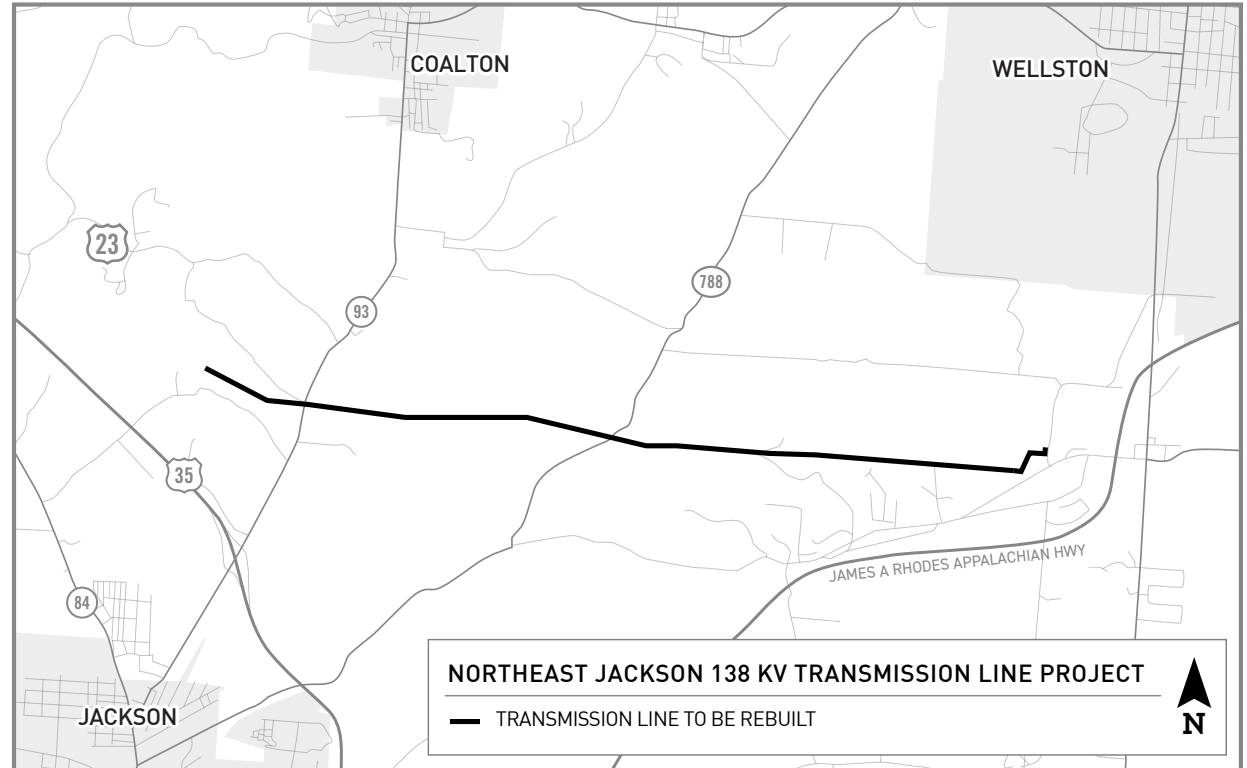 COALTON
WELLSTON
23
788
93
35
JAMES A RHODES APPALACHIAN HWY
84
NORTHEAST JACKSON 138 KV TRANSMISSION LINE PROJECT
TRANSMISSION LINE TO BE REBUILT
N
JACKSON